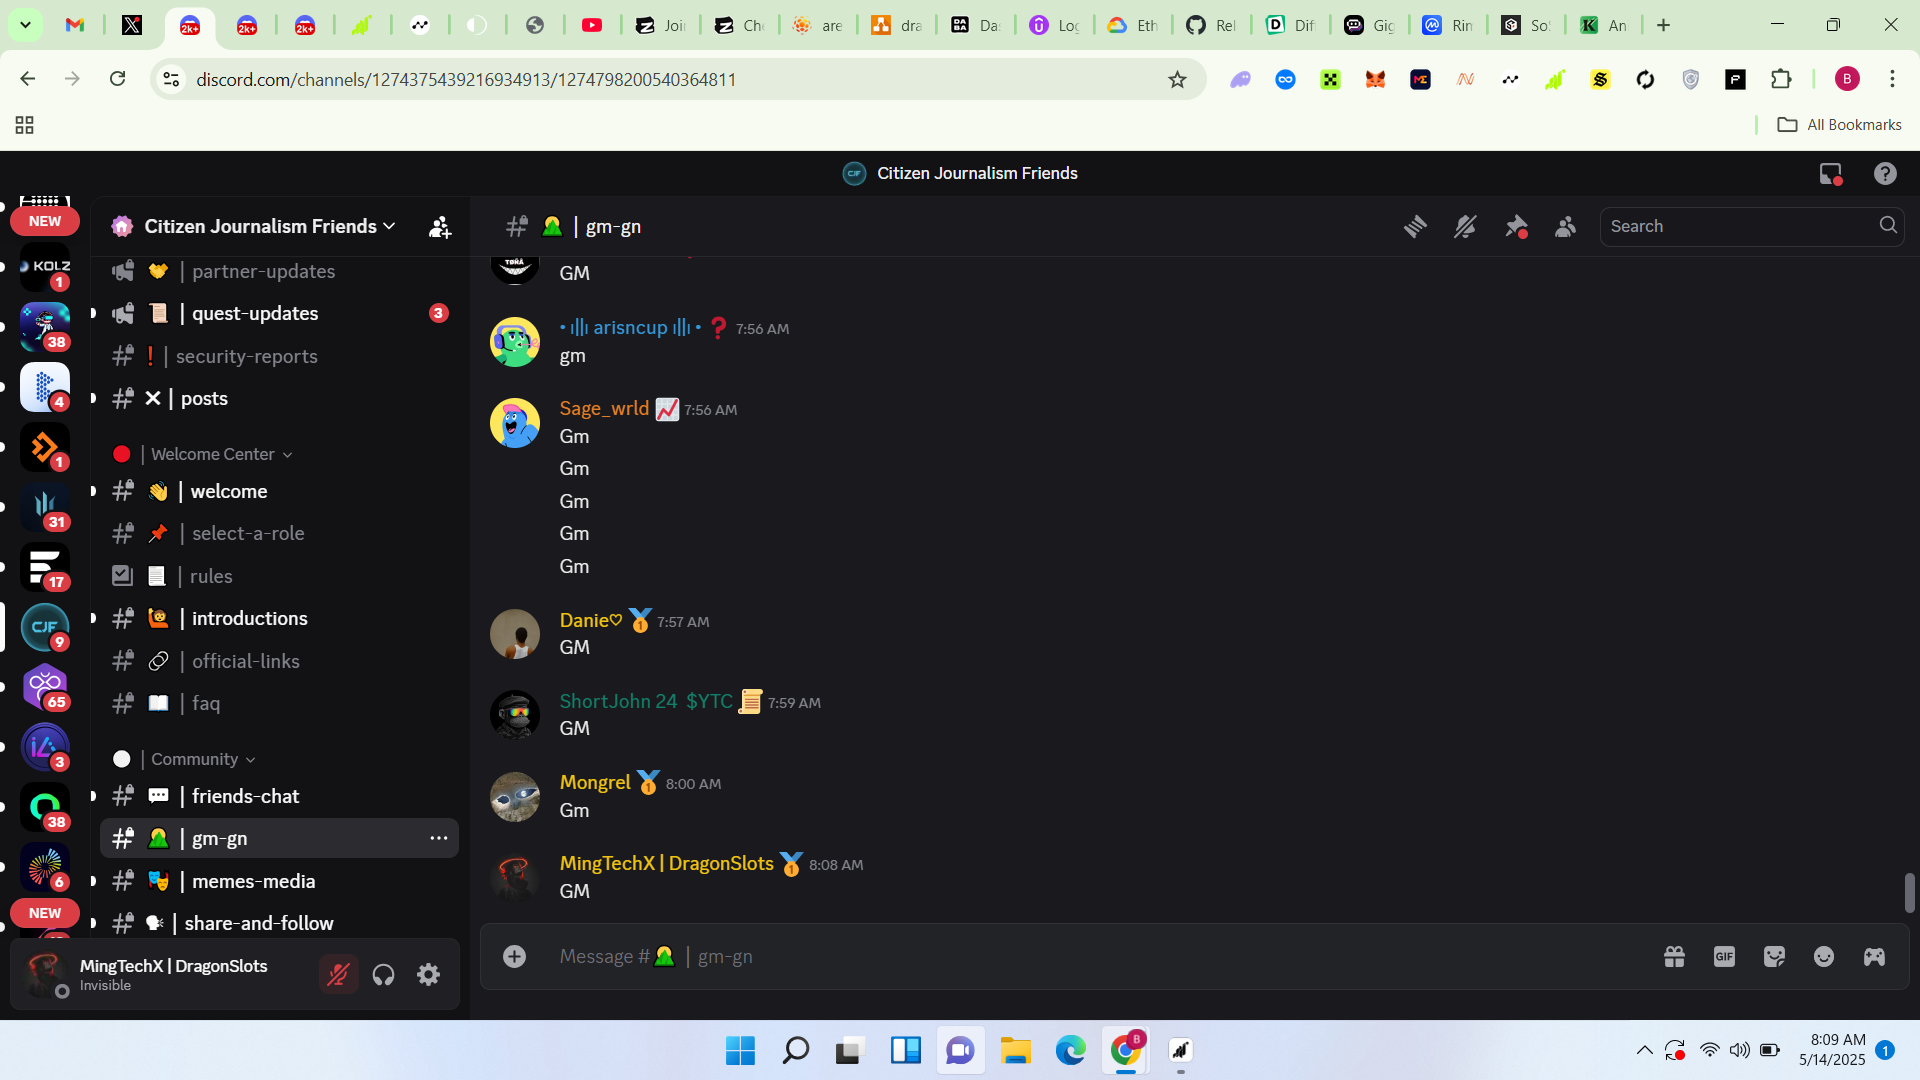 2k+
2k+
2k+
Joi
Ch
are
dra
DA
BA
Da
Log
Eth
Rel
Dif
Gig
Rin
So
An
discord.com/channels/1274375439216934913/1274798200540364811
B
All Bookmarks
CJF
Citizen Journalism Friends
NEW
KOLZ
1
38
4
1
31
17
CJF
9
65
3
38
6
NEW
Citizen Journalism Friends
| partner-updates
| quest-updates
3
| security-reports
| posts
| Welcome Center
| welcome
| select-a-role
| rules
| introductions
| official-links
| faq
| Community
| friends-chat
| gm-gn
| memes-media
| share-and-follow
MingTechX | DragonSlots
Invisible
| gm-gn
Search
GM
• ı||ı arisncup ı||ı • ❓ 7:56 AM
gm
Sage_wrld 📈 7:56 AM
Gm
Gm
Gm
Gm
Gm
Danie♡ 🏅 7:57 AM
GM
ShortJohn 24 $YTC 📜 7:59 AM
GM
Mongrel 🏅 8:00 AM
Gm
MingTechX | DragonSlots 🏅 8:08 AM
GM
Message # | gm-gn
GIF
B
8:09 AM
5/14/2025
1